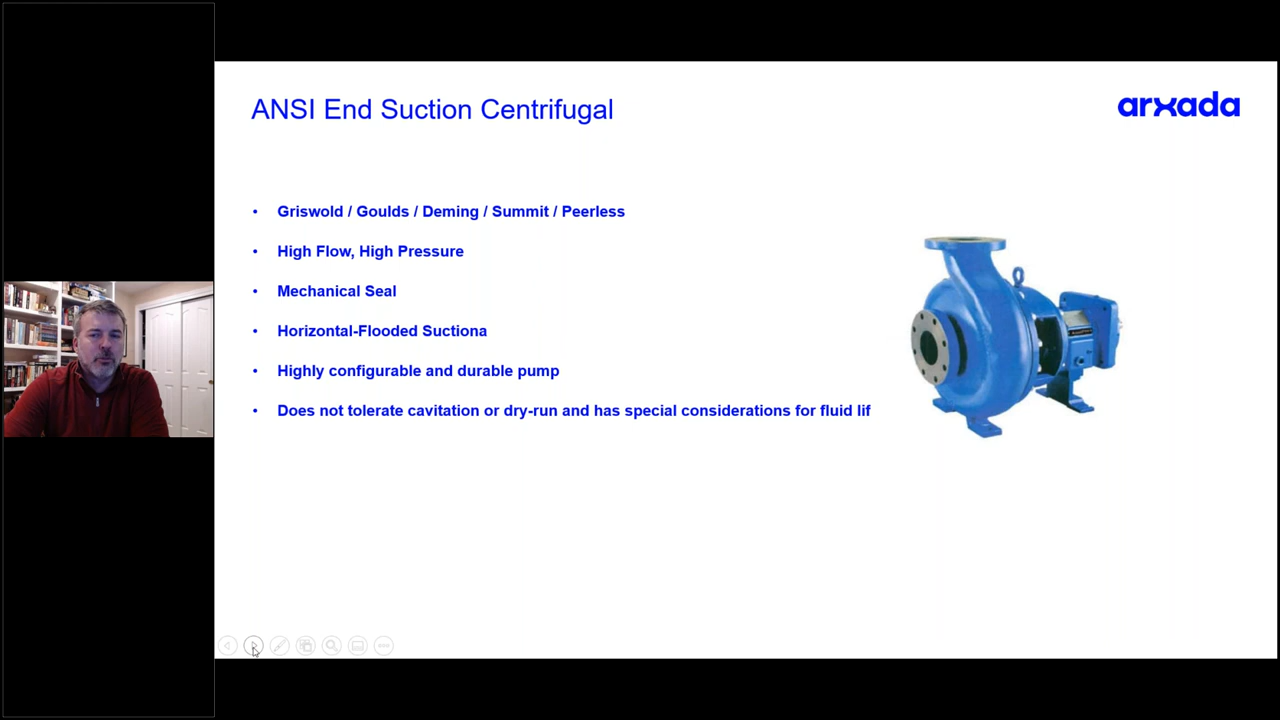 ANSI End Suction Centrifugal
arxada
• Griswold / Goulds / Deming / Summit / Peerless
• High Flow, High Pressure
• Mechanical Seal
• Horizontal-Flooded Suctiona
• Highly configurable and durable pump
• Does not tolerate cavitation or dry-run and has special considerations for fluid lif